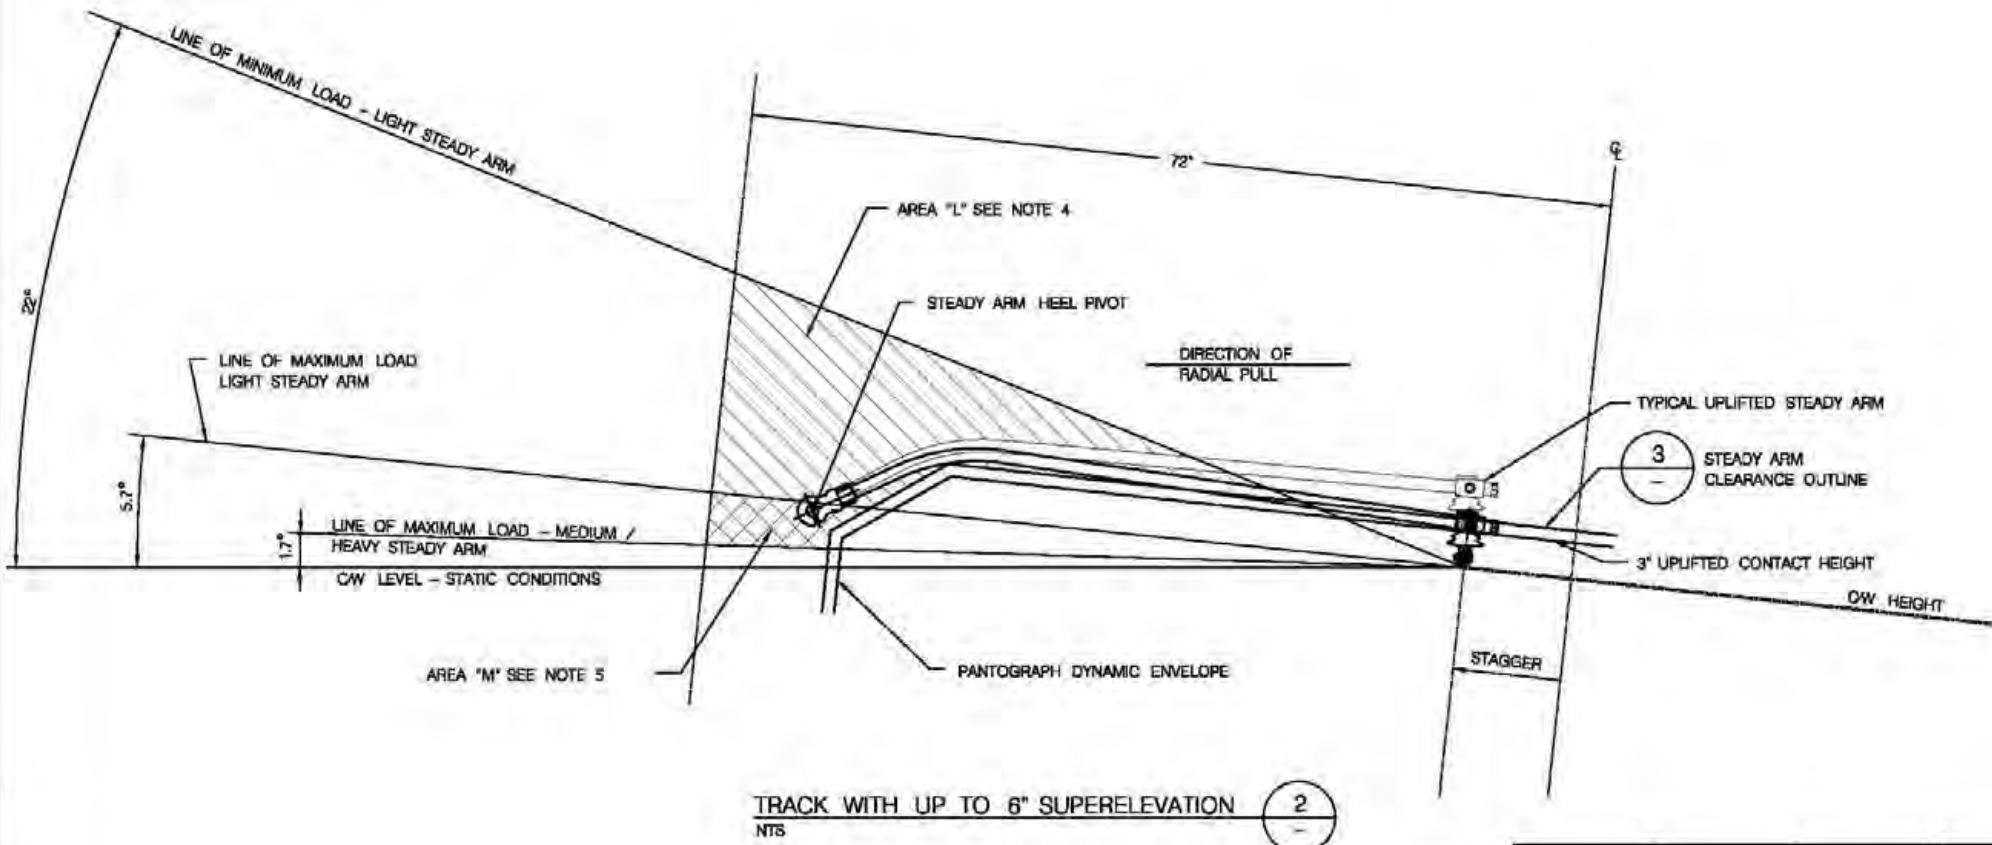 LINE OF MINIMUM LOAD - LIGHT STEADY ARM
72"
℄
AREA "L" SEE NOTE 4
22°
STEADY ARM HEEL PIVOT
LINE OF MAXIMUM LOAD
LIGHT STEADY ARM
DIRECTION OF
RADIAL PULL
TYPICAL UPLIFTED STEADY ARM
3
-
STEADY ARM
CLEARANCE OUTLINE
5.7°
1.7°
LINE OF MAXIMUM LOAD - MEDIUM /
HEAVY STEADY ARM
C/W LEVEL - STATIC CONDITIONS
3" UPLIFTED CONTACT HEIGHT
C/W HEIGHT
AREA "M" SEE NOTE 5
PANTOGRAPH DYNAMIC ENVELOPE
STAGGER
TRACK WITH UP TO 6" SUPERELEVATION
NTS
2
-